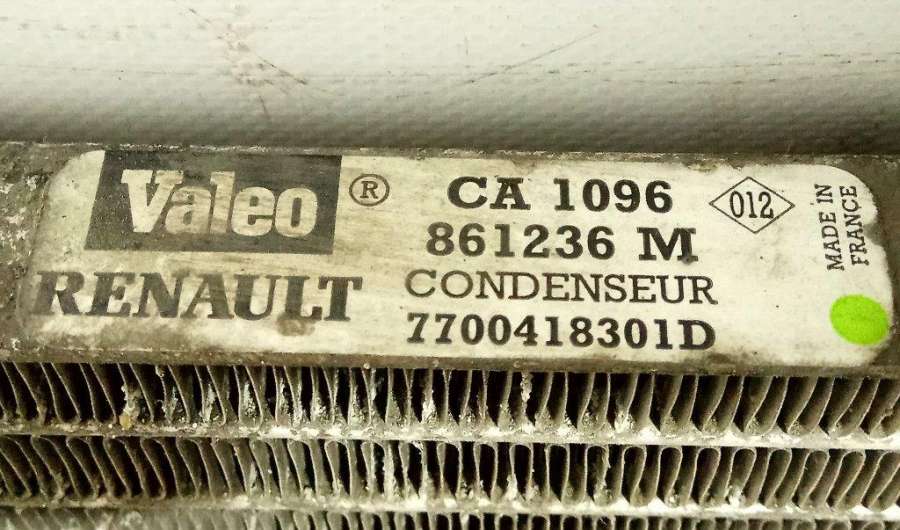 Valeo ®
RENAULT
CA 1096
861236 M
CONDENSEUR
7700418301D
012
MADE IN
FRANCE